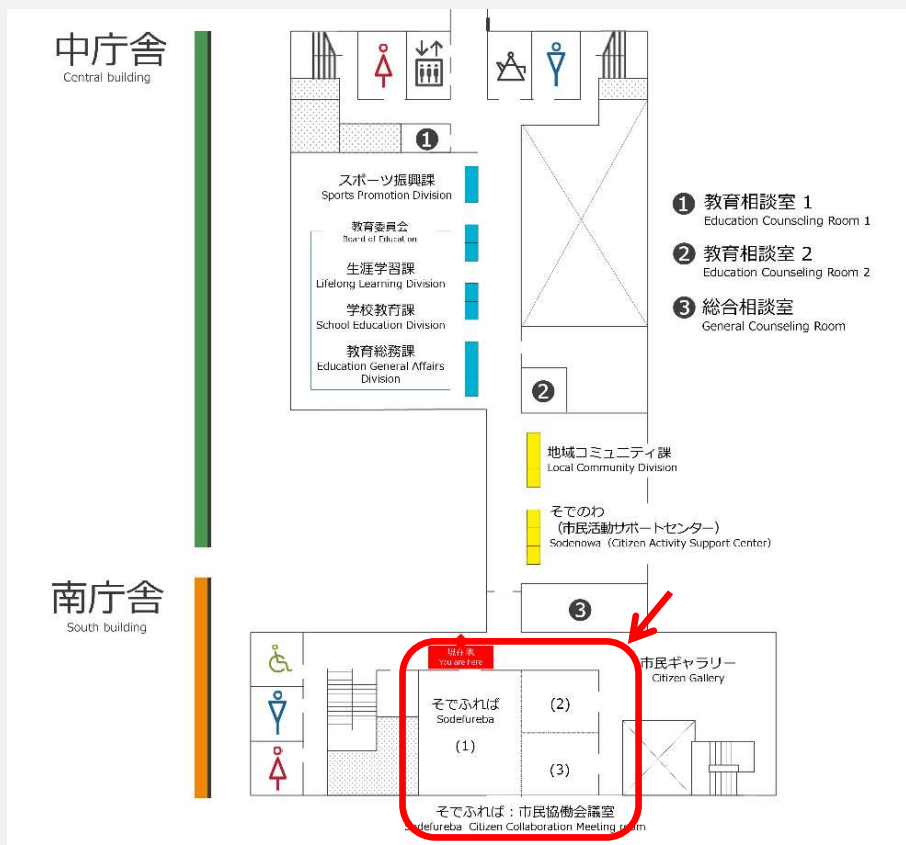 中庁舎
Central building
❶
スポーツ振興課
Sports Promotion Division
教育委員会
Board of Education
生涯学習課
Lifelong Learning Division
学校教育課
School Education Division
教育総務課
Education General Affairs
Division
❶ 教育相談室 1
Education Counseling Room 1
❷ 教育相談室 2
Education Counseling Room 2
❸ 総合相談室
General Counseling Room
❷
地域コミュニティ課
Local Community Division
そでのわ
（市民活動サポートセンター）
Sodenowa（Citizen Activity Support Center）
南庁舎
South building
❸
現在地
You are here
市民ギャラリー
Citizen Gallery
そでふれば
Sodefureba
(1)
(2)
(3)
そでふれば：市民協働会議室
Sodefureba Citizen Collaboration Meeting room